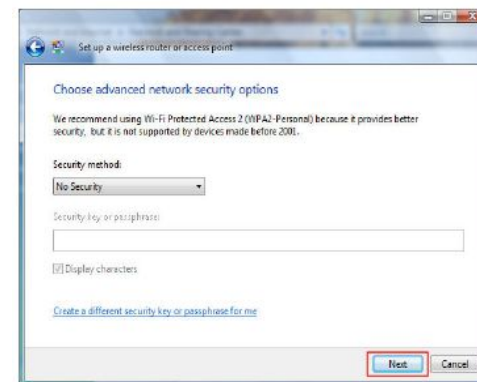 Set up a wireless router or access point
Choose advanced network security options
We recommend using Wi-Fi Protected Access 2 (WPA2-Personal) because it provides better
security, but it is not supported by devices made before 2001.
Security method:
No Security
Security key or passphrase:
Display characters
Create a different security key or passphrase for me
Next
Cancel